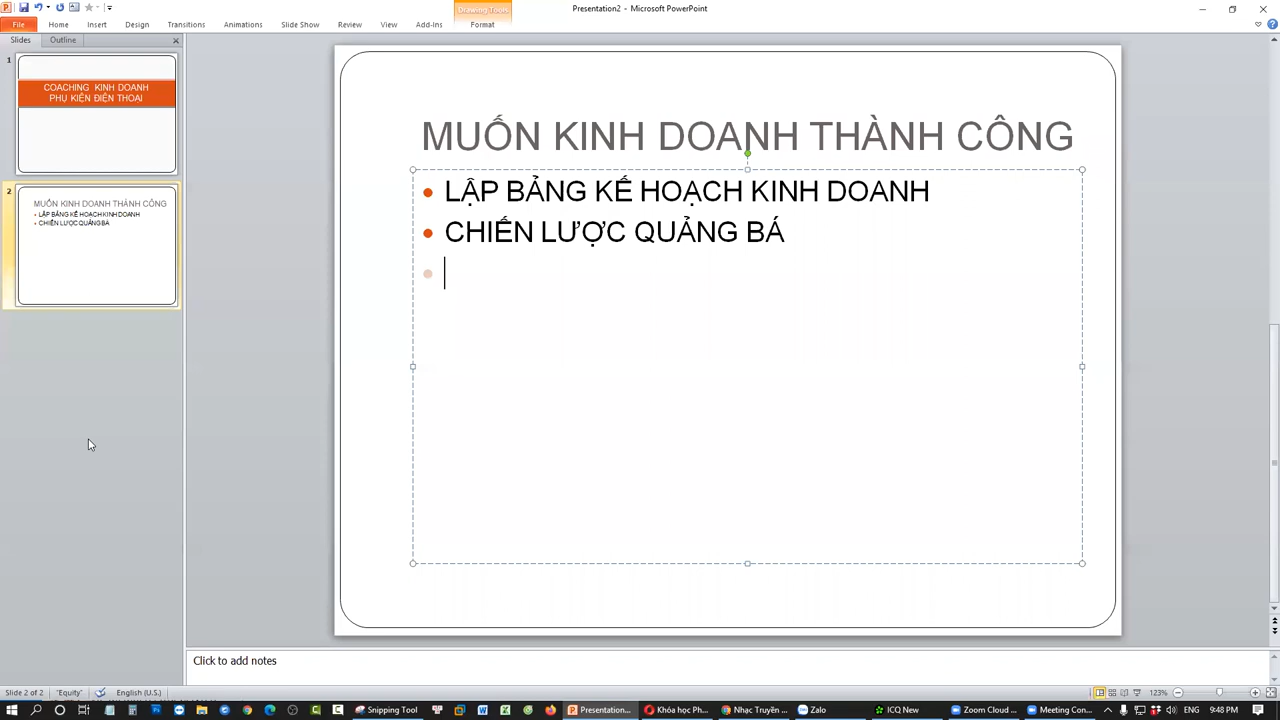 Presentation2 - Microsoft PowerPoint
Drawing Tools
File Home Insert Design Transitions Animations Slide Show Review View Add-Ins Format
Slides Outline
1
COACHING KINH DOANH
PHỤ KIỆN ĐIỆN THOẠI
2
MUỐN KINH DOANH THÀNH CÔNG
LẬP BẢNG KẾ HOẠCH KINH DOANH
CHIẾN LƯỢC QUẢNG BÁ
MUỐN KINH DOANH THÀNH CÔNG
• LẬP BẢNG KẾ HOẠCH KINH DOANH
• CHIẾN LƯỢC QUẢNG BÁ
Click to add notes
Slide 2 of 2 "Equity" English (U.S.) 123%
Snipping Tool Presentation... Khóa học Ph... Nhạc Truyền ... Zalo ICQ New Zoom Cloud ... Meeting Con... ENG 9:48 PM